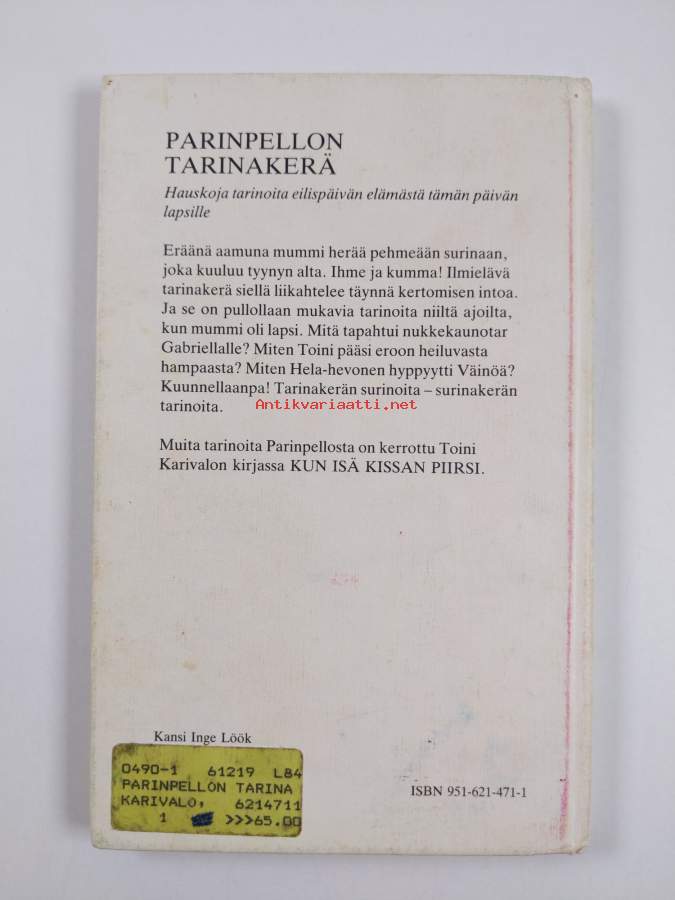 PARINPELLON
TARINAKERÄ
Hauskoja tarinoita eilispäivän elämästä tämän päivän
lapsille
Eräänä aamuna mummi herää pehmeään surinaan,
joka kuuluu tyynyn alta. Ihme ja kumma! Ilmielävä
tarinakerä siellä liikahtelee täynnä kertomisen intoa.
Ja se on pullollaan mukavia tarinoita niiltä ajoilta,
kun mummi oli lapsi. Mitä tapahtui nukkekaunotar
Gabriellalle? Miten Toini pääsi eroon heiluvasta
hampaasta? Miten Hela-hevonen hyppyytti Väinöä?
Kuunnellaanpa! Tarinakerän surinoita – surinakerän
tarinoita.
Antikvariaatti.net
Muita tarinoita Parinpellosta on kerrottu Toini
Karivalon kirjassa KUN ISÄ KISSAN PIIRSI.
Kansi Inge Löök
0490-1 61219 L84
PARINPELLON TARINA
KARIVALO, 6214711
1 >>>65.00
ISBN 951-621-471-1